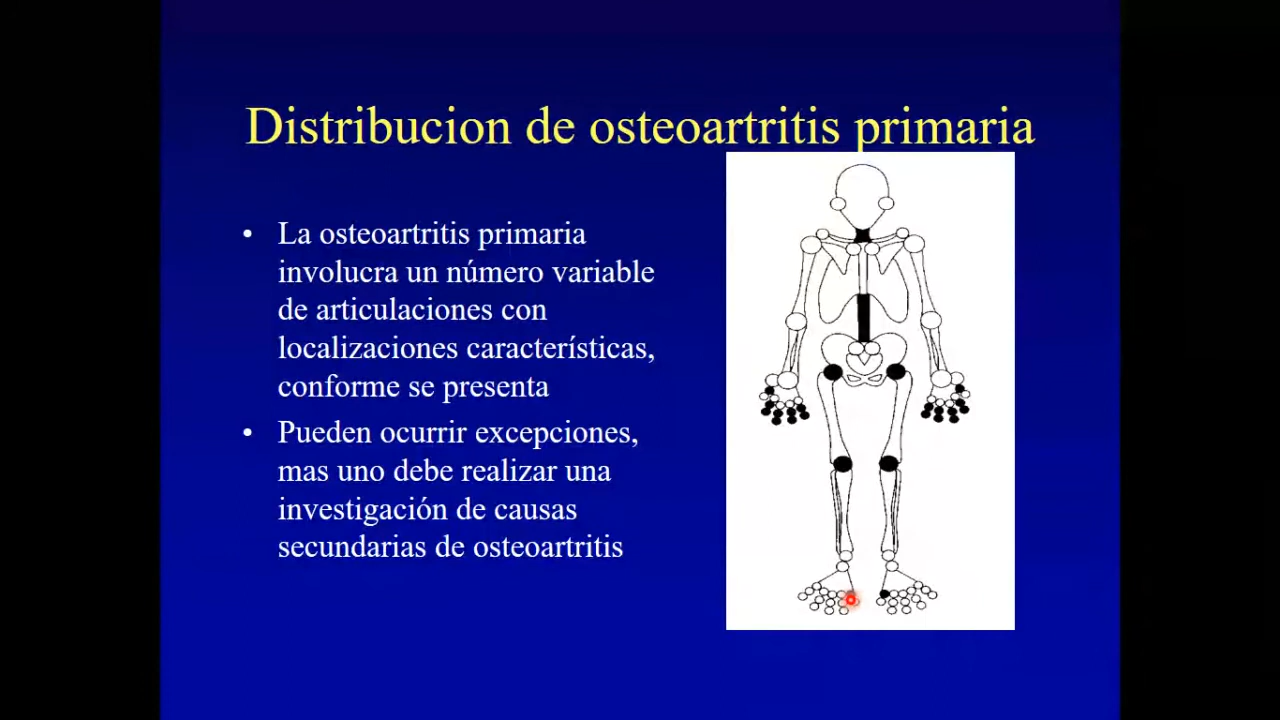 Distribucion de osteoartritis primaria
• La osteoartritis primaria
involucra un número variable
de articulaciones con
localizaciones características,
conforme se presenta
• Pueden ocurrir excepciones,
mas uno debe realizar una
investigación de causas
secundarias de osteoartritis